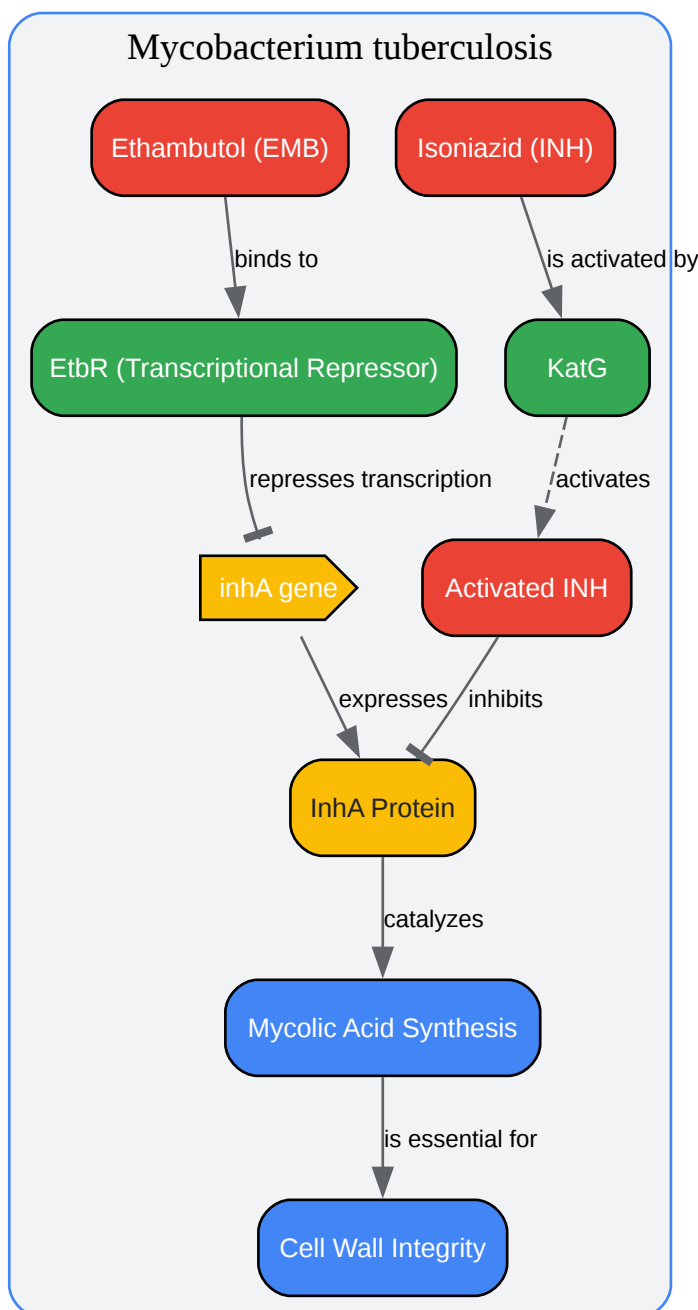 Mycobacterium tuberculosis
Ethambutol (EMB)
Isoniazid (INH)
binds to
is activated by
EtbR (Transcriptional Repressor)
KatG
represses transcription
activates
inhA gene
Activated INH
expresses
inhibits
InhA Protein
catalyzes
Mycolic Acid Synthesis
is essential for
Cell Wall Integrity